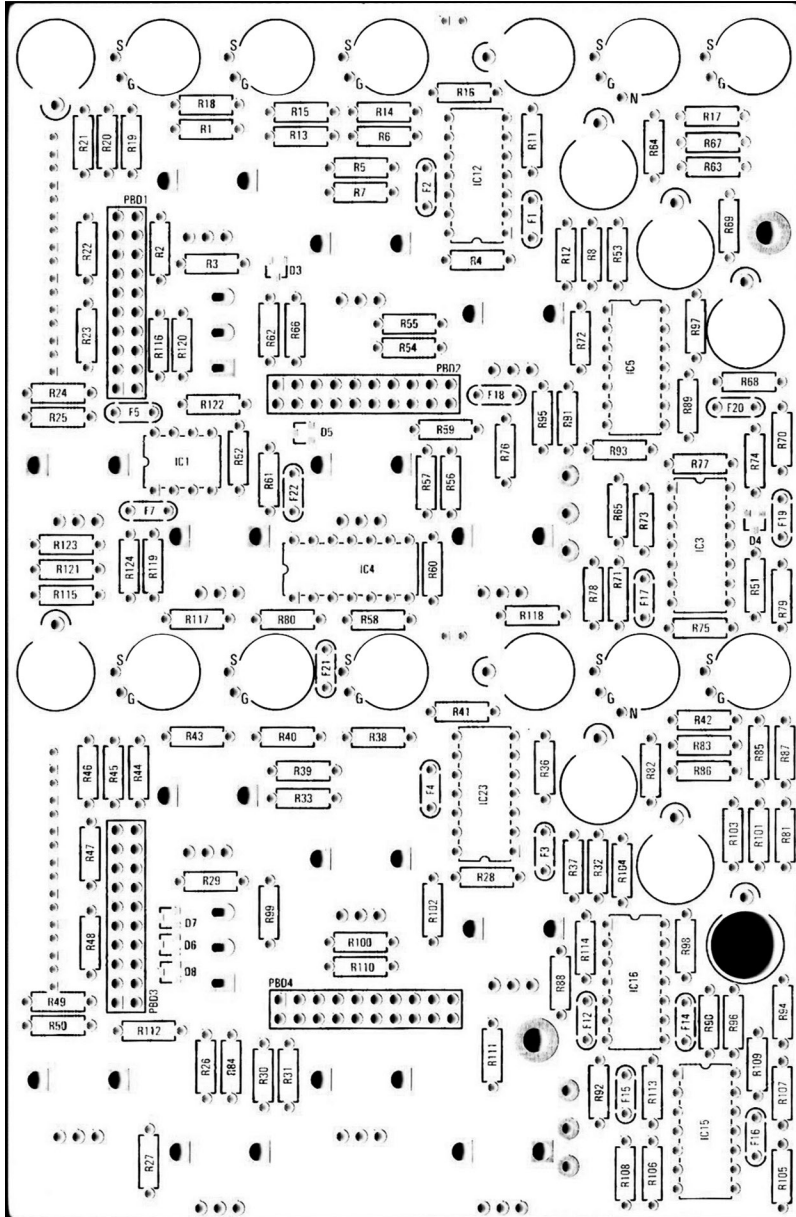 S
S
S
S
S
G
G
G
G
G
N
R16
R18
R15
R14
R1
R13
R6
R17
R67
R63
R64
R21
R20
R19
R11
R5
R7
F2
IC12
F1
PBD1
R69
R22
R2
R3
D3
R4
R12
R8
R53
R23
R116
R120
R62
R66
R55
R54
R72
IC5
R97
R24
R25
F5
R122
PBD2
F18
R95
R91
R89
R68
F20
D5
R59
R76
R93
R70
R74
IC1
R52
R61
F22
R57
R56
R77
F7
R65
R73
IC3
F19
D4
R123
R121
R115
R124
R119
IC4
R60
R78
R71
F17
R51
R79
R117
R80
R58
R118
R75
S
S
S
S
S
G
G
G
G
G
N
F21
R41
R43
R40
R38
R42
R83
R86
R46
R45
R44
R39
R33
F4
IC23
R36
R82
R85
R87
R47
F3
R103
R101
R81
R29
R28
R37
R32
R104
R48
D7
D6
D8
R99
R102
R100
R110
R114
IC16
R98
R88
R49
R50
PBD3
PBD4
R112
F12
F14
R90
R96
R94
R26
R84
R30
R31
R111
R92
F15
R113
IC15
R109
R107
F16
R27
R108
R106
R105